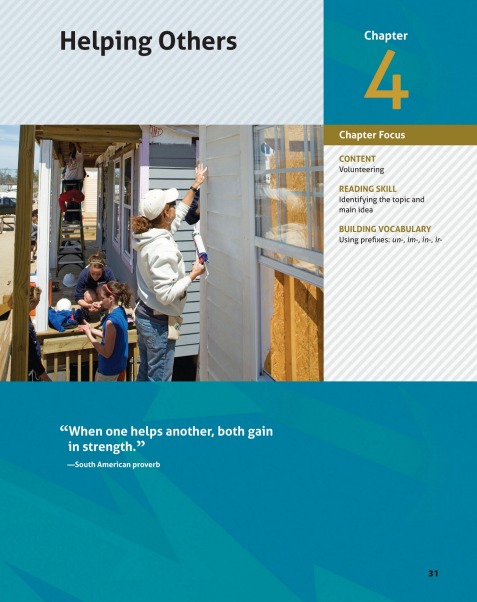 Helping Others
Chapter
4
Chapter Focus
CONTENT
Volunteering
READING SKILL
Identifying the topic and
main idea
BUILDING VOCABULARY
Using prefixes: un-, im-, in-, ir-
“When one helps another, both gain
in strength.”
—South American proverb
31